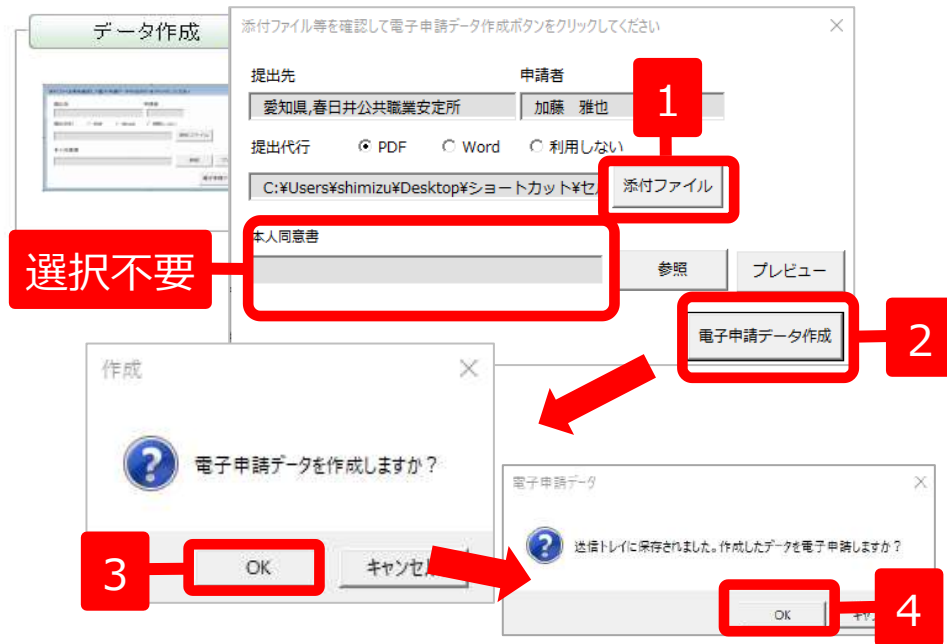 データ作成
添付ファイル等を確認して電子申請データ作成ボタンをクリックしてください
提出先
申請者
愛知県,春日井公共職業安定所
加藤 雅也
1
提出代行
PDF
Word
利用しない
C:¥Users¥shimizu¥Desktop¥ショートカット¥セ
添付ファイル
本人同意書
選択不要
参照
プレビュー
電子申請データ作成
2
作成
電子申請データを作成しますか?
OK
キャンセル
3
電子申請データ
送信トレイに保存されました。作成したデータを電子申請しますか?
OK
4